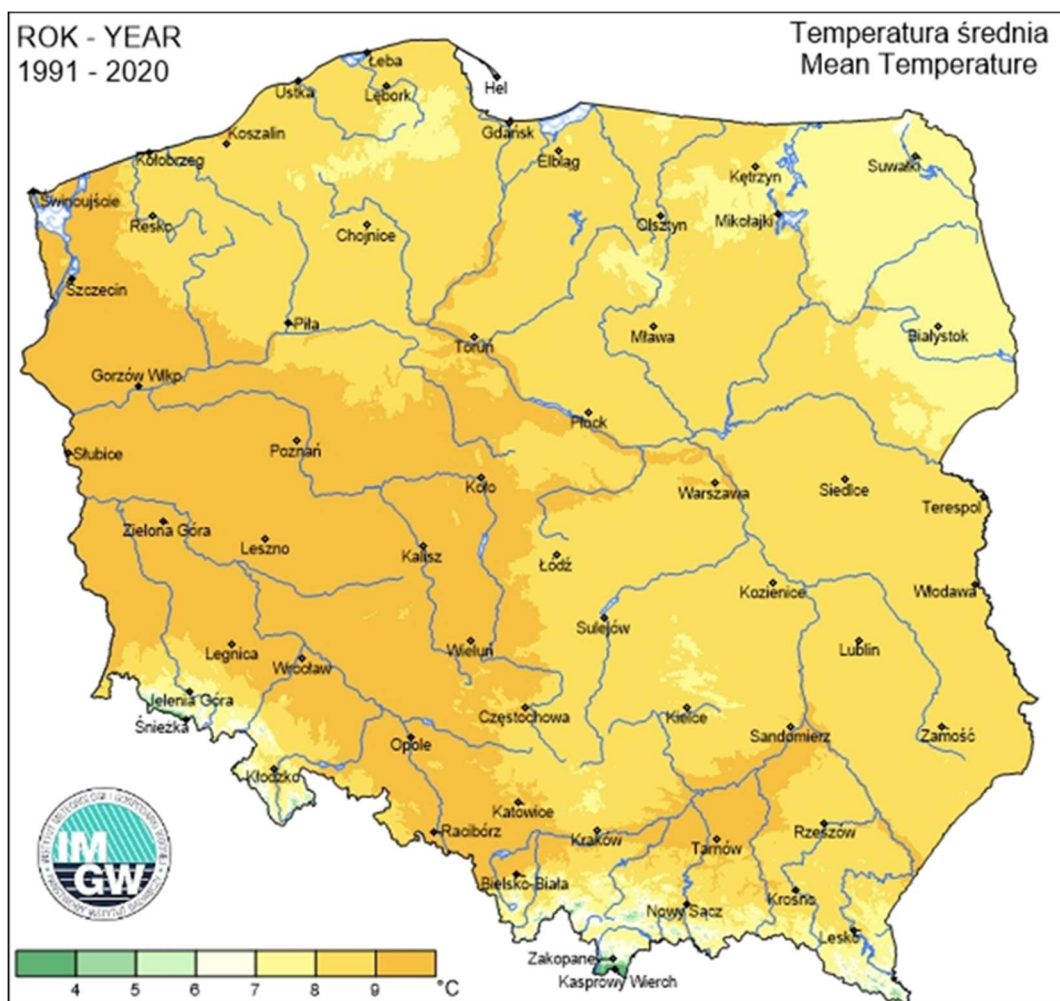 ROK - YEAR
1991 - 2020
Temperatura średnia
Mean Temperature
Łeba
Hel
Ustka
Lębork
Gdańsk
Koszalin
Kołobrzeg
Elbląg
Kętrzyn
Suwałki
Świnoujście
Resko
Chojnice
Olsztyn
Mikołajki
Szczecin
Piła
Toruń
Mława
Białystok
Gorzów Wlkp.
Płock
Słubice
Poznań
Koło
Warszawa
Siedlce
Terespol
Zielona Góra
Leszno
Kalisz
Łódź
Kozienice
Włodawa
Sulejów
Legnica
Wrocław
Wieluń
Lublin
Jelenia Góra
Śnieżka
Częstochowa
Kielce
Sandomierz
Zamość
Opole
Kłodzko
Katowice
Racibórz
Kraków
Tarnów
Rzeszów
Bielsko-Biała
Nowy Sącz
Krosno
Lesko
Zakopane
Kasprowy Wierch
IM
GW
4 5 6 7 8 9 °C